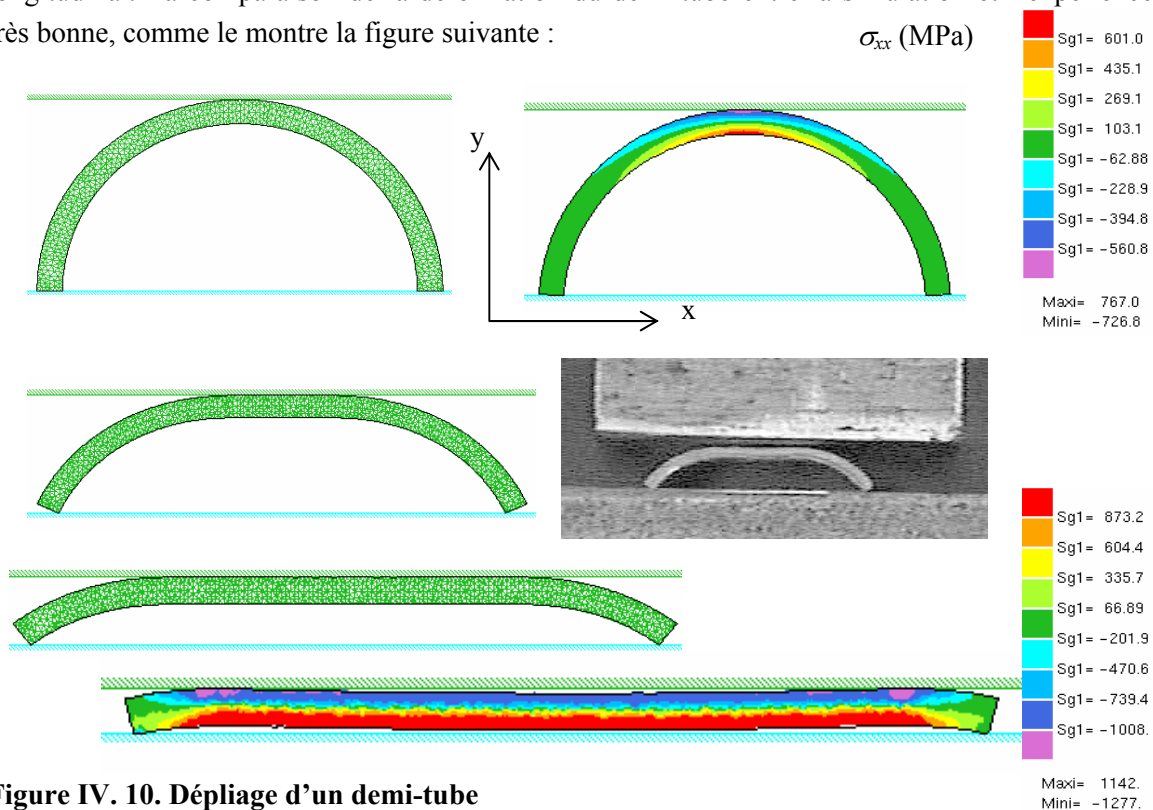 rès bonne, comme le montre la figure suivante :
σxx (MPa)
Sg1= 601.0
Sg1= 435.1
Sg1= 269.1
Sg1= 103.1
Sg1= -62.88
Sg1= -228.9
Sg1= -394.8
Sg1= -560.8
Maxi= 767.0
Mini= -726.8
y
x
Sg1= 873.2
Sg1= 604.4
Sg1= 335.7
Sg1= 66.89
Sg1= -201.9
Sg1= -470.6
Sg1= -739.4
Sg1= -1008.
Maxi= 1142.
Mini= -1277.
Figure IV. 10. Dépliage d'un demi-tube